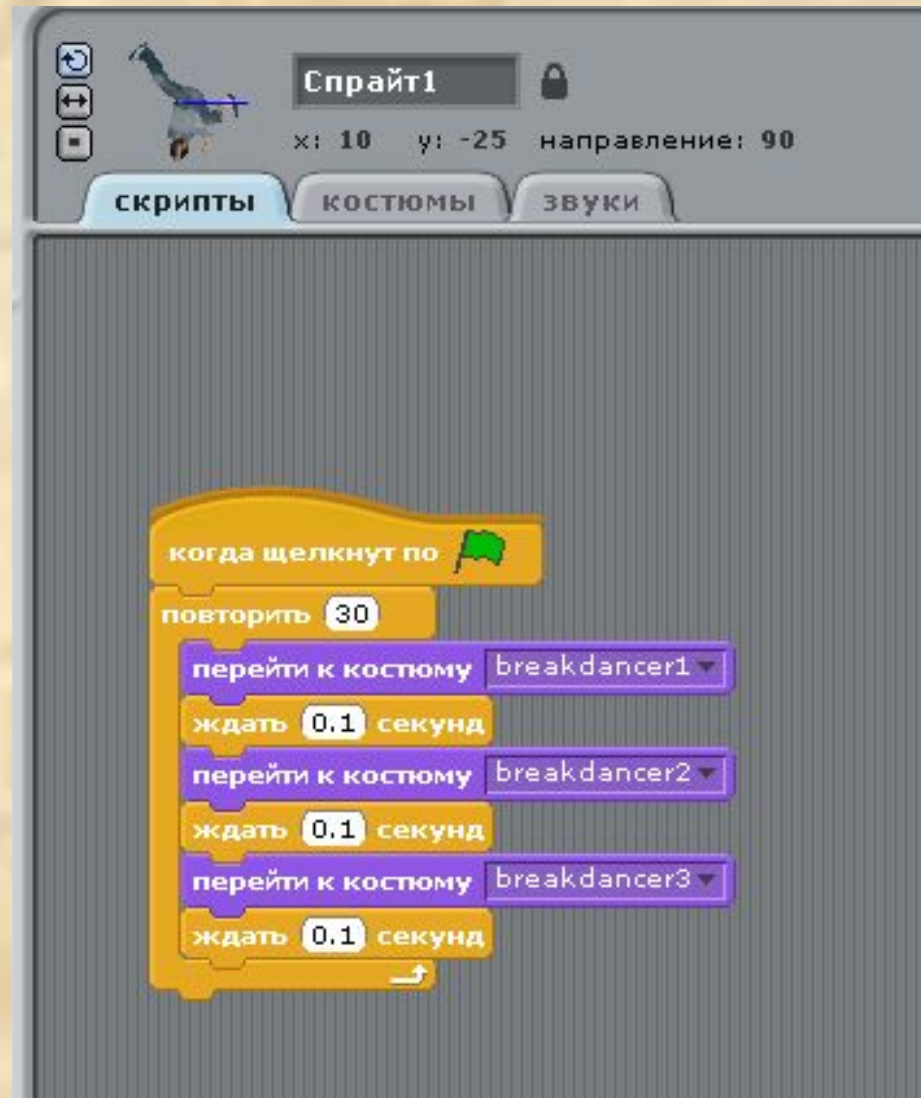 Спрайт1
x: 10 y: -25 направление: 90
скрипты костюмы звуки
когда щелкнут по
повторить 30
перейти к костюму breakdancer1
ждать 0.1 секунд
перейти к костюму breakdancer2
ждать 0.1 секунд
перейти к костюму breakdancer3
ждать 0.1 секунд